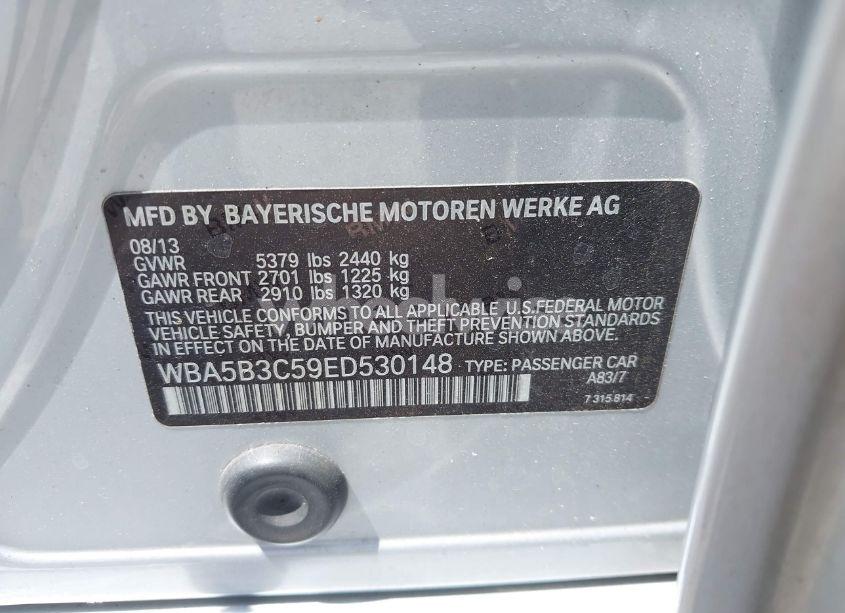 MFD BY BAYERISCHE MOTOREN WERKE AG
08/13
GVWR 5379 lbs 2440 kg
GAWR FRONT 2701 lbs 1225 kg
GAWR REAR 2910 lbs 1320 kg
THIS VEHICLE CONFORMS TO ALL APPLICABLE U.S.FEDERAL MOTOR
VEHICLE SAFETY, BUMPER AND THEFT PREVENTION STANDARDS
IN EFFECT ON THE DATE OF MANUFACTURE SHOWN ABOVE.
WBA5B3C59ED530148 TYPE: PASSENGER CAR
A83/7
7 315 814